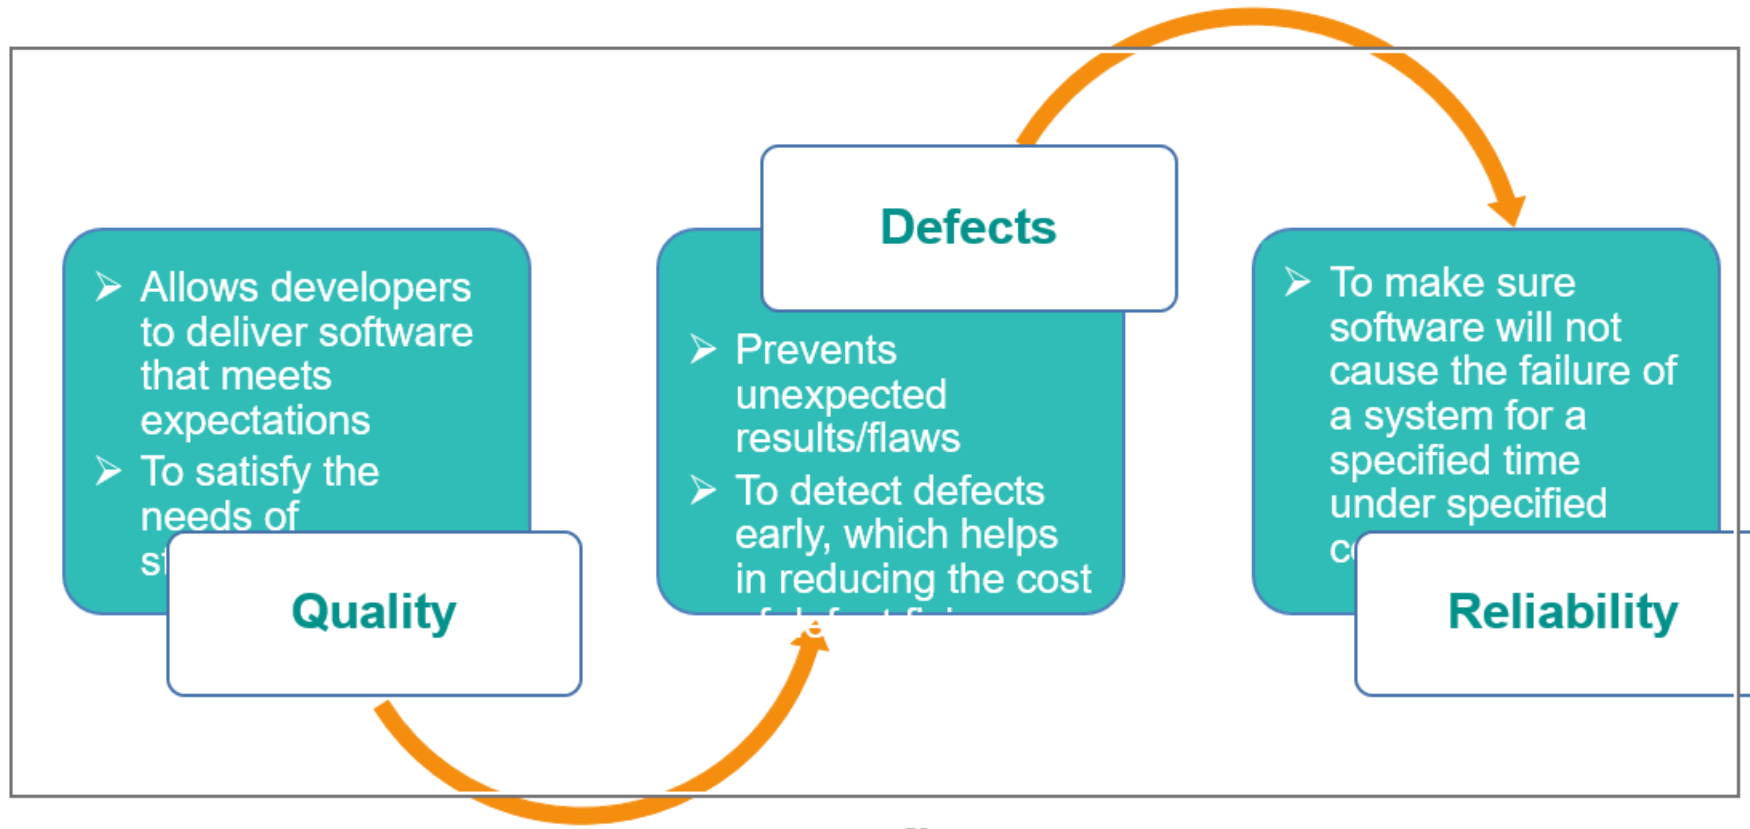 Allows developers
to deliver software
that meets
expectations
To satisfy the
needs of
Quality
Defects
Prevents
unexpected
results/flaws
To detect defects
early, which helps
in reducing the cost
To make sure
software will not
cause the failure of
a system for a
specified time
under specified
Reliability